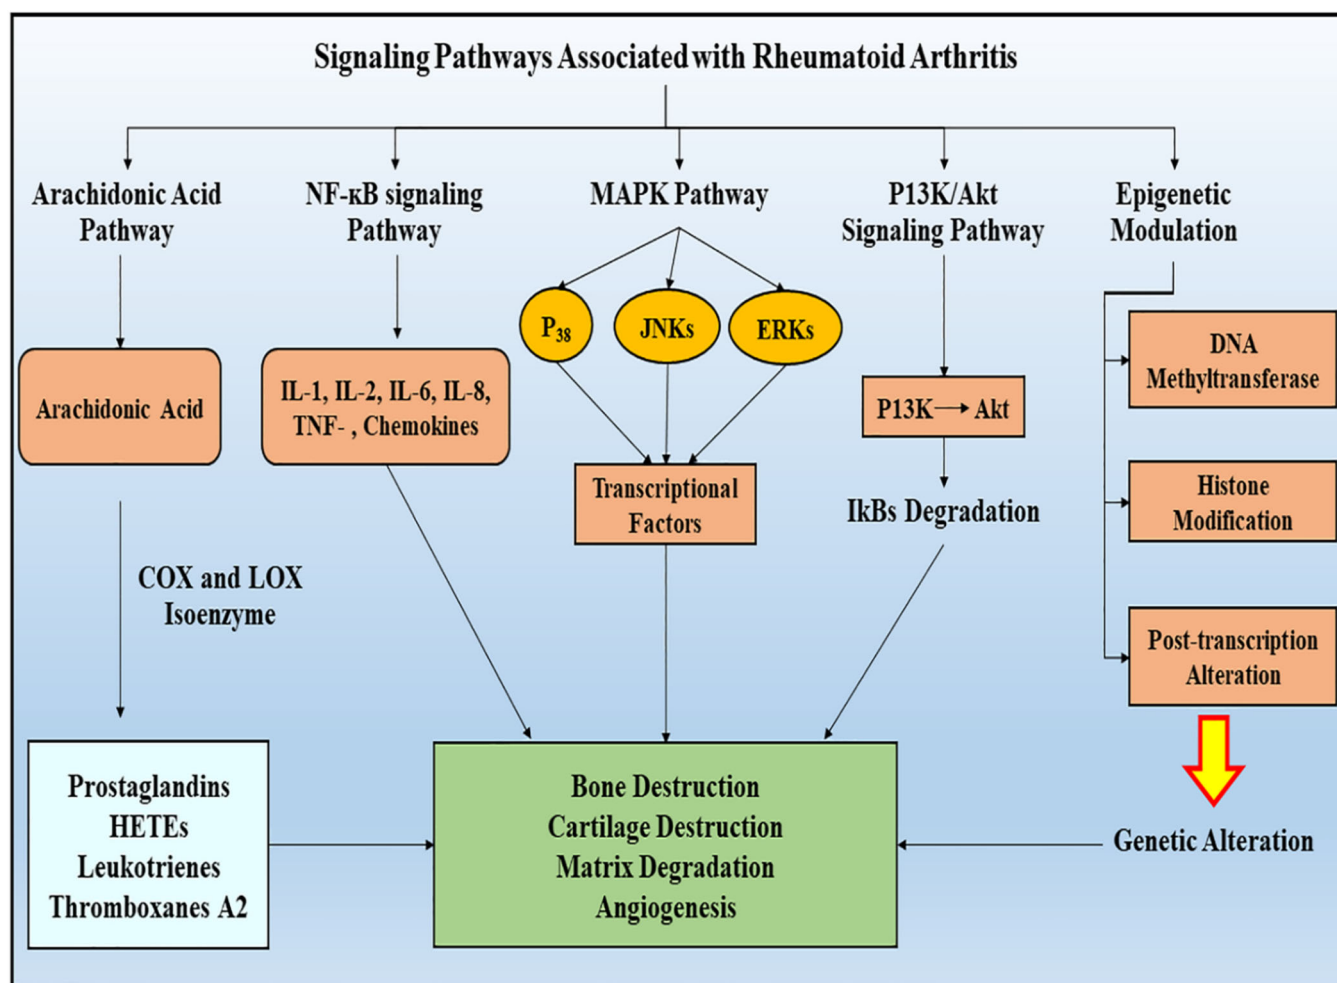 Signaling Pathways Associated with Rheumatoid Arthritis
Arachidonic Acid
Pathway
NF-κB signaling
Pathway
MAPK Pathway
P13K/Akt
Signaling Pathway
Epigenetic
Modulation
P38
JNKs
ERKs
Arachidonic Acid
IL-1, IL-2, IL-6, IL-8,
TNF- , Chemokines
P13K Akt
DNA
Methyltransferase
Transcriptional
Factors
IkBs Degradation
Histone
Modification
COX and LOX
Isoenzyme
Post-transcription
Alteration
Prostaglandins
HETEs
Leukotrienes
Thromboxanes A2
Bone Destruction
Cartilage Destruction
Matrix Degradation
Angiogenesis
Genetic Alteration